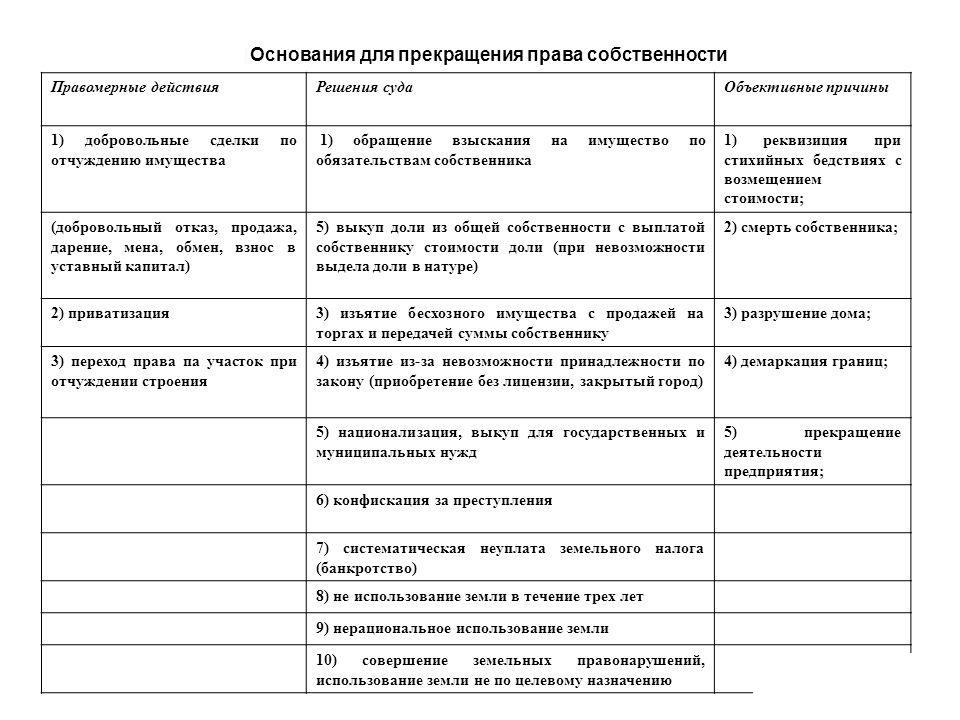 Основания для прекращения права собственности
Правомерные действия
Решения суда
Объективные причины
1) добровольные сделки по
отчуждению имущества
1) обращение взыскания на имущество по
обязательствам собственника
1) реквизиция при
стихийных бедствиях с
возмещением
стоимости;
(добровольный отказ, продажа,
дарение, мена, обмен, взнос в
уставный капитал)
5) выкуп доли из общей собственности с выплатой
собственнику стоимости доли (при невозможности
выдела доли в натуре)
2) смерть собственника;
2) приватизация
3) изъятие бесхозного имущества с продажей на
торгах и передачей суммы собственнику
3) разрушение дома;
3) переход права па участок при
отчуждении строения
4) изъятие из-за невозможности принадлежности по
закону (приобретение без лицензии, закрытый город)
4) демаркация границ;
5) национализация, выкуп для государственных и
муниципальных нужд
5) прекращение
деятельности
предприятия;
6) конфискация за преступления
7) систематическая неуплата земельного налога
(банкротство)
8) не использование земли в течение трех лет
9) нерациональное использование земли
10) совершение земельных правонарушений,
использование земли не по целевому назначению